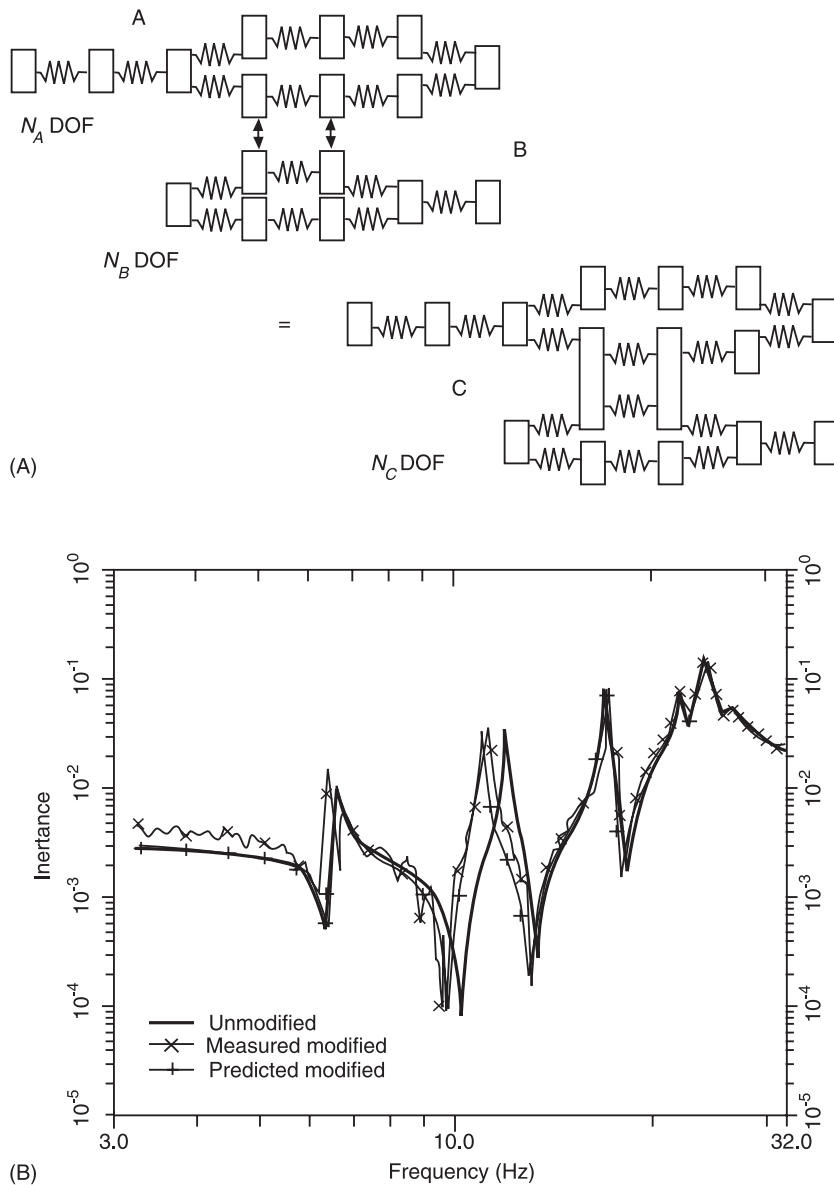 A
N_A DOF
B
N_B DOF
=
C
N_C DOF
(A)
10^0
10^-1
10^-2
10^-3
10^-4
10^-5
Inertance
10^0
10^-1
10^-2
10^-3
10^-4
10^-5
Unmodified
Measured modified
Predicted modified
3.0
10.0
32.0
Frequency (Hz)
(B)